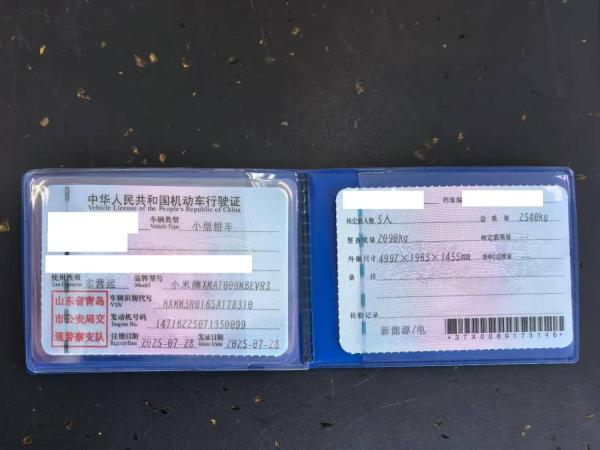 中华人民共和国机动车行驶证
Vehicle License of the People's Republic of China
车辆类型 小型轿车
Vehicle Type
使用性质 非营运 品牌型号 小米牌XMA7000MBEVR3
Use Character Model
山东省青岛
市公安局交
通警察支队
车辆识别代号
VIN HXMM3R0165A178310
发动机号码
Engine No. 14716225071350099
注册日期 2025-07-28 发证日期 2025-07-28
Register Date Issue Date
档案编
核定载人数 5人 总质量 2540kg
整备质量 2090kg 核定载质量 --
外廓尺寸 4997×1963×1455mm
备注
检验记录
新能源/电
*37X0089173146*